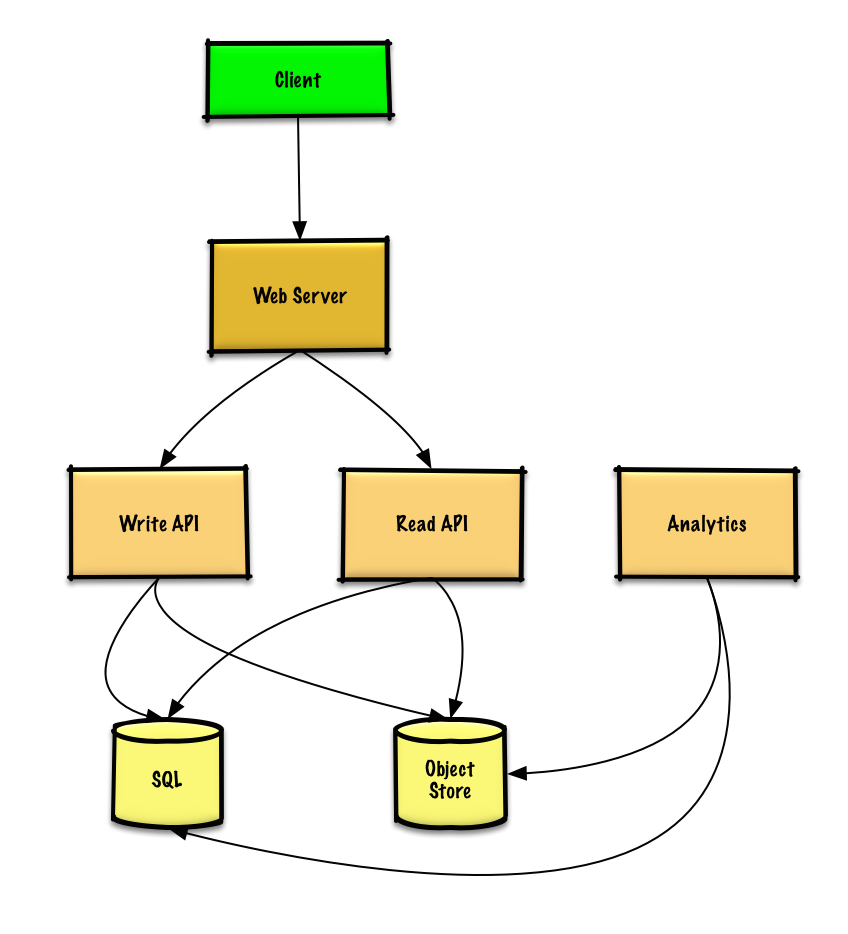 Client
Web Server
Write API
Read API
Analytics
SQL
Object
Store